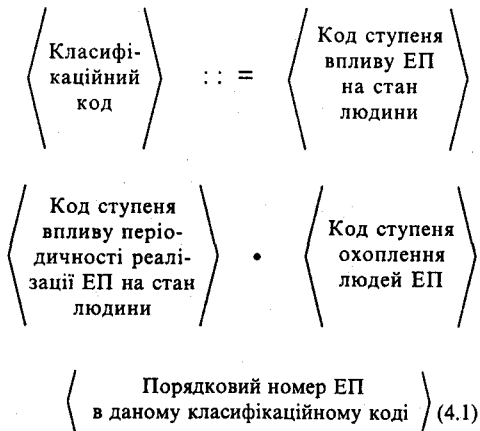 Класифі-
каційний
код
: : =
Код ступеня
впливу ЕП
на стан
людини
Код ступеня
впливу періо-
дичності реалі-
зації ЕП на стан
людини
•
Код ступеня
охоплення
людей ЕП
Порядковий номер ЕП
в даному класифікаційному коді (4.1)